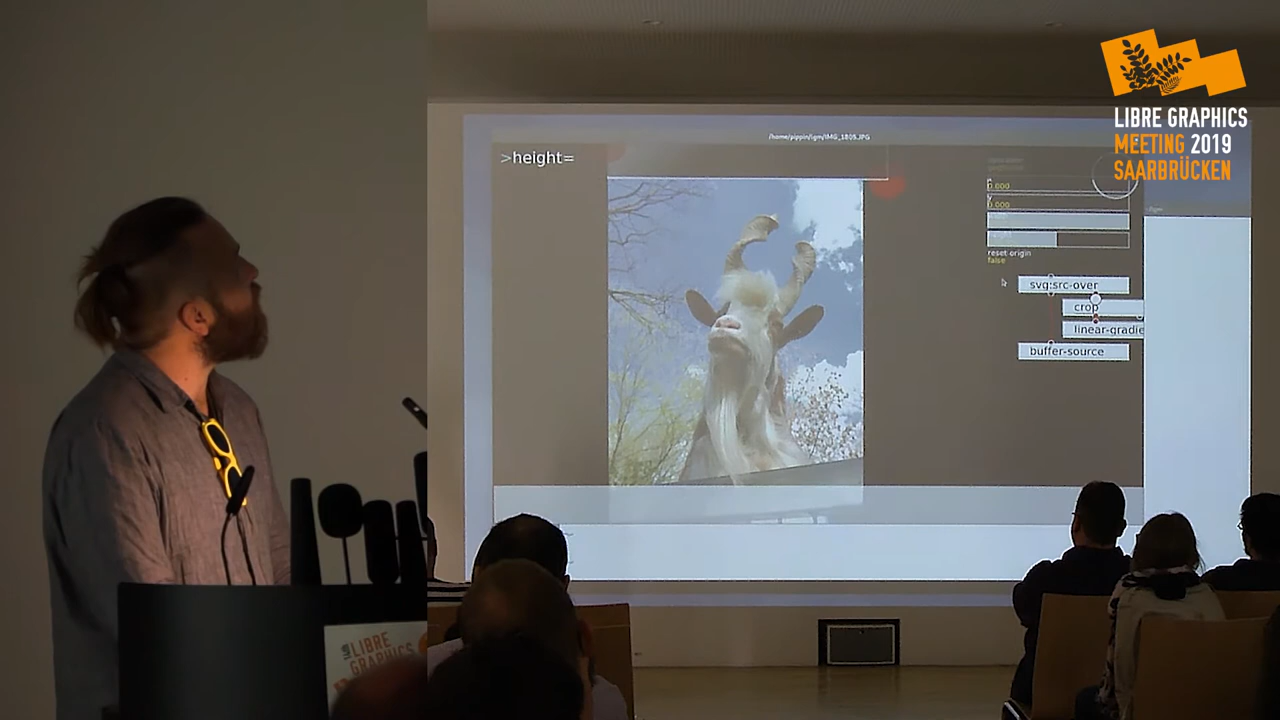 LIBRE GRAPHICS
MEETING 2019
SAARBRÜCKEN
/home/pippin/lgm/IMG_1805.JPG
>height=
0.000
y
0.000
reset origin
false
svg:src-over
crop
linear-gradie
buffer-source
LIBRE
GRAPHICS